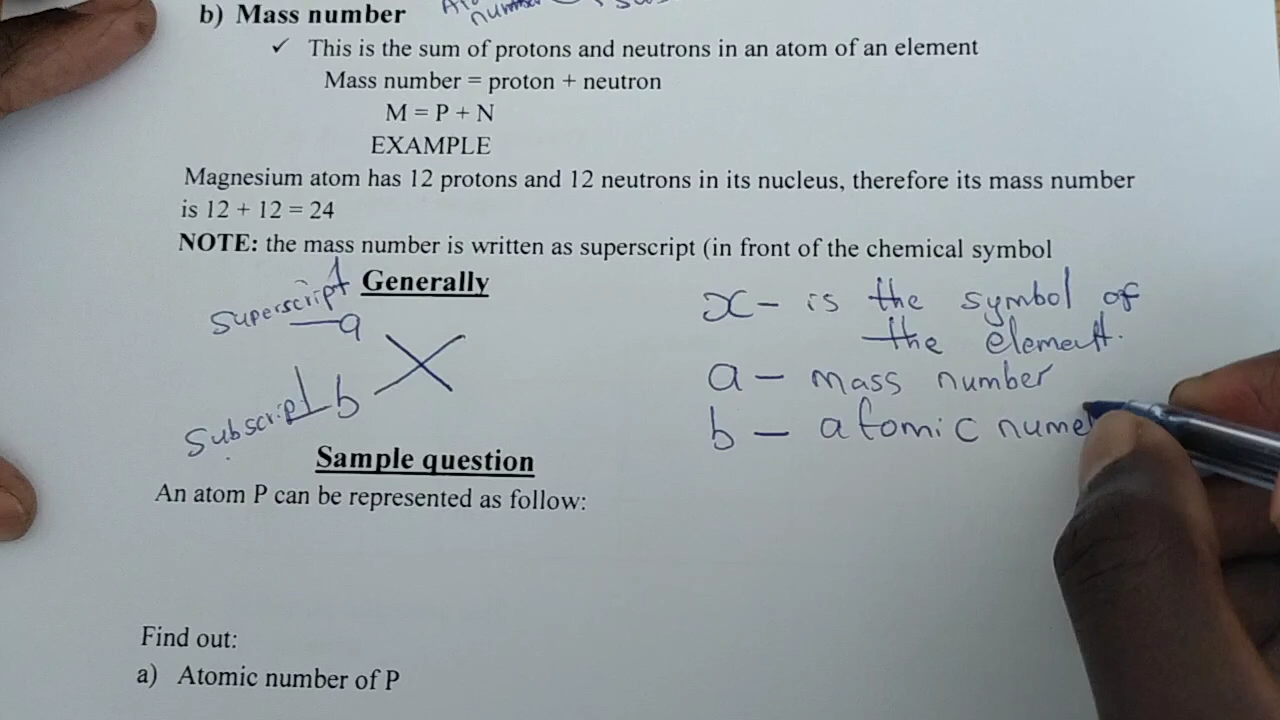 b) Mass number
number
✓ This is the sum of protons and neutrons in an atom of an element
Mass number = proton + neutron
M = P + N
EXAMPLE
Magnesium atom has 12 protons and 12 neutrons in its nucleus, therefore its mass number
is 12 + 12 = 24
NOTE: the mass number is written as superscript (in front of the chemical symbol
Generally
Superscript
a
X
Subscript
b
x - is the symbol of
the element.
a - mass number
b - atomic nume
Sample question
An atom P can be represented as follow:
Find out:
a) Atomic number of P